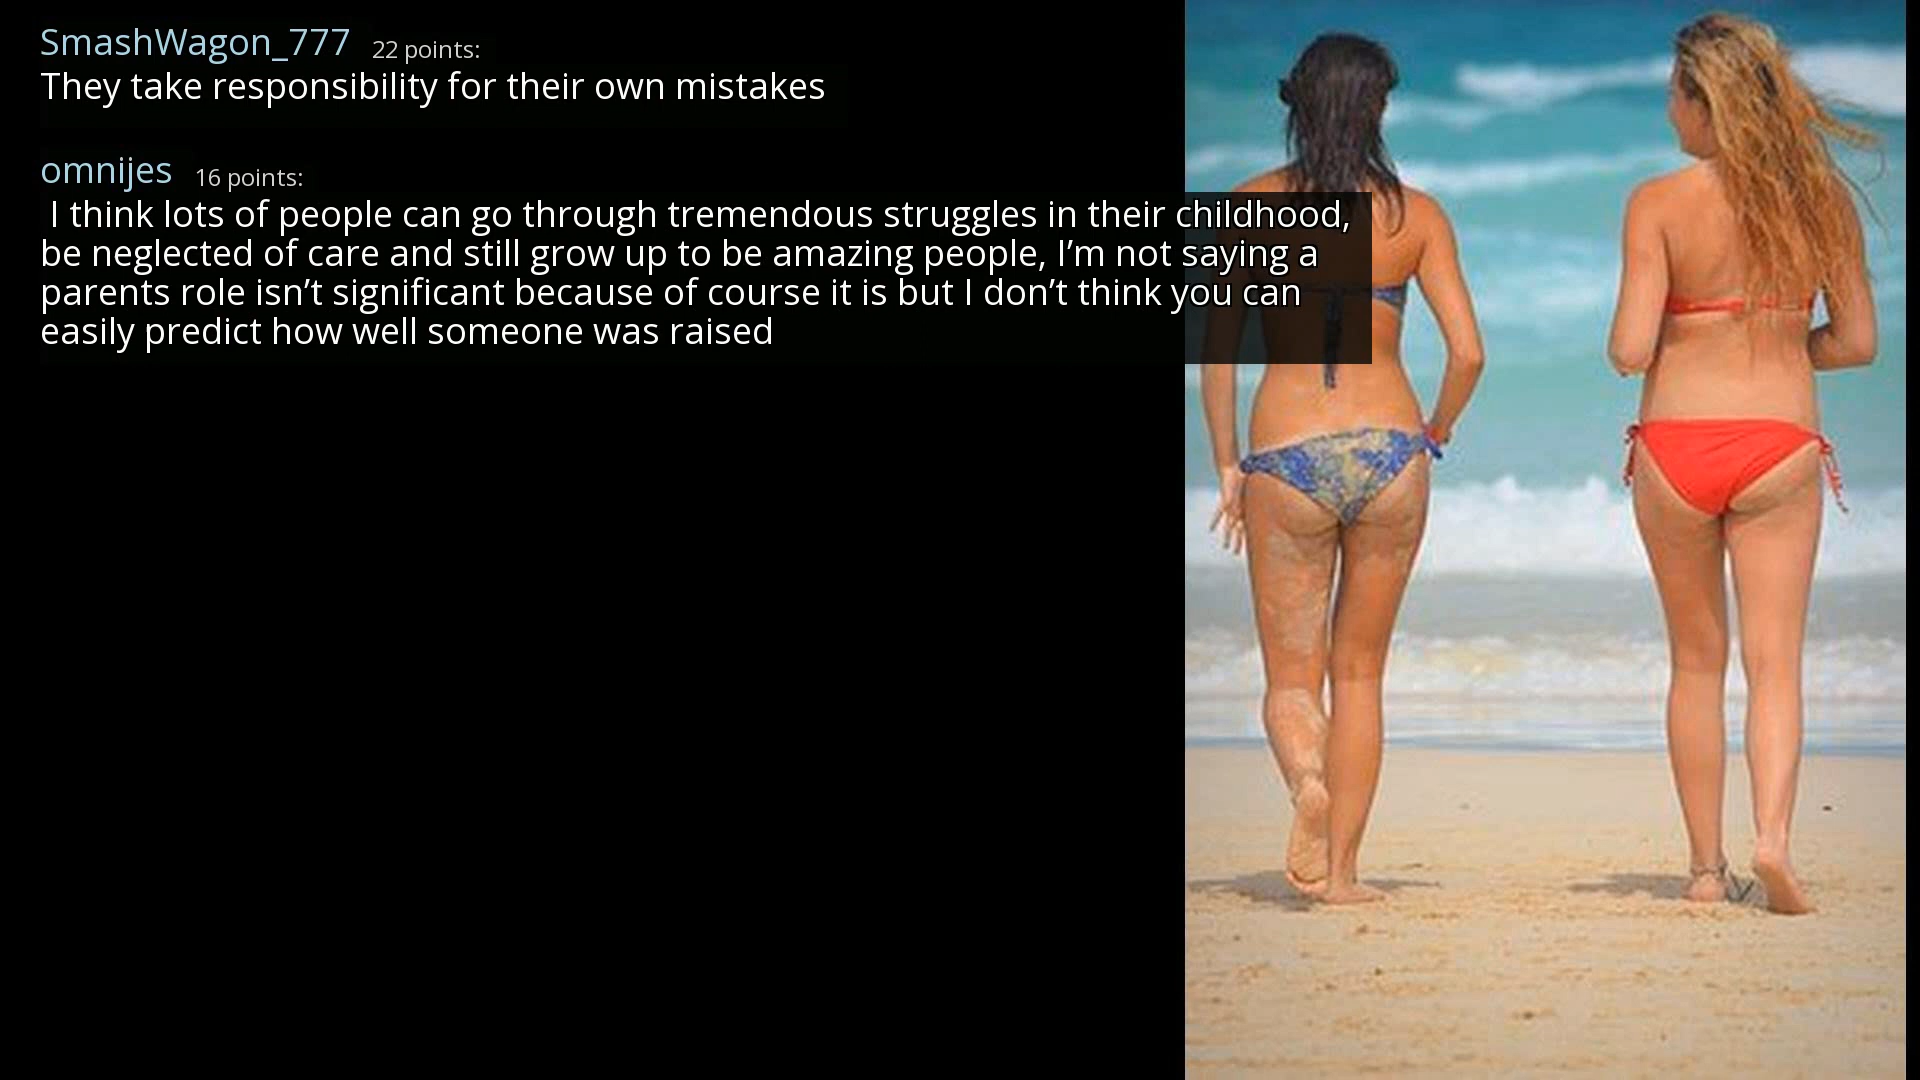 SmashWagon_777 22 points:
They take responsibility for their own mistakes
omnijes 16 points:
I think lots of people can go through tremendous struggles in their childhood,
be neglected of care and still grow up to be amazing people, I’m not saying a
parents role isn’t significant because of course it is but I don’t think you can
easily predict how well someone was raised